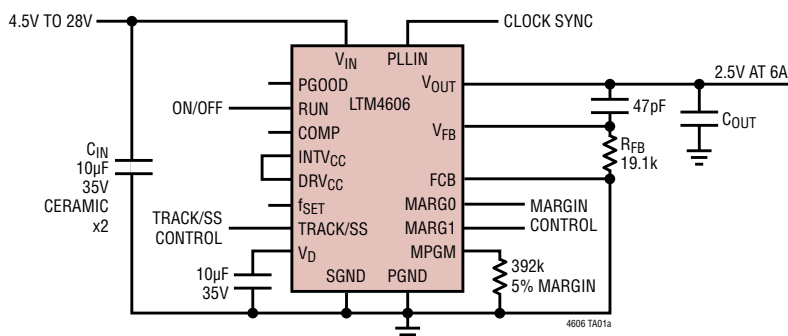 4.5V TO 28V
CLOCK SYNC
VIN
PLLIN
PGOOD
VOUT
2.5V AT 6A
ON/OFF
RUN
LTM4606
47pF
COUT
COMP
VFB
CIN
10µF
35V
CERAMIC
x2
INTVCC
RFB
19.1k
DRVCC
FCB
fSET
MARG0
MARGIN
CONTROL
TRACK/SS
CONTROL
TRACK/SS
MARG1
VD
MPGM
10µF
35V
SGND
PGND
392k
5% MARGIN
4606 TA01a